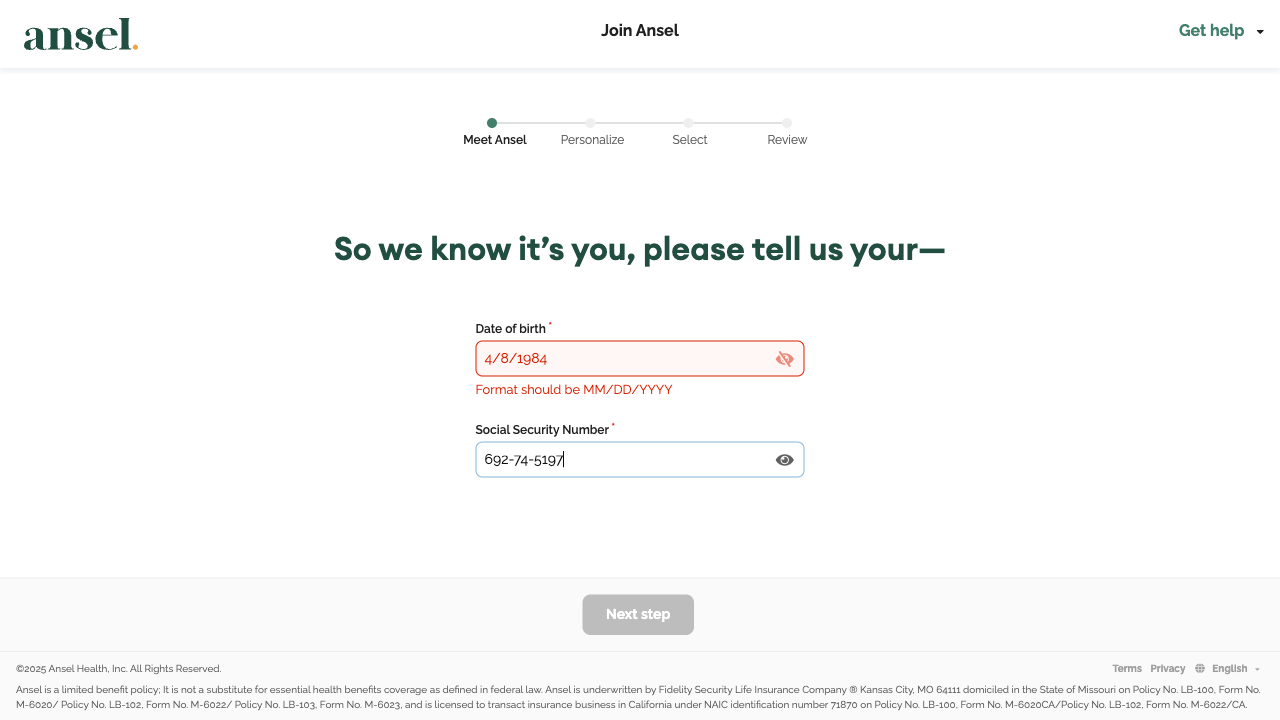 ansel.
Join Ansel
Get help
Meet Ansel
Personalize
Select
Review
So we know it’s you, please tell us your—
Date of birth *
4/8/1984
Format should be MM/DD/YYYY
Social Security Number *
692-74-5197
Next step
©2025 Ansel Health, Inc. All Rights Reserved.
Terms Privacy English
Ansel is a limited benefit policy; It is not a substitute for essential health benefits coverage as defined in federal law. Ansel is underwritten by Fidelity Security Life Insurance Company ® Kansas City, MO 64111 domiciled in the State of Missouri on Policy No. LB-100, Form No.
M-6020/ Policy No. LB-102, Form No. M-6022/ Policy No. LB-103, Form No. M-6023, and is licensed to transact insurance business in California under NAIC identification number 71870 on Policy No. LB-100, Form No. M-6020CA/Policy No. LB-102, Form No. M-6022/CA.